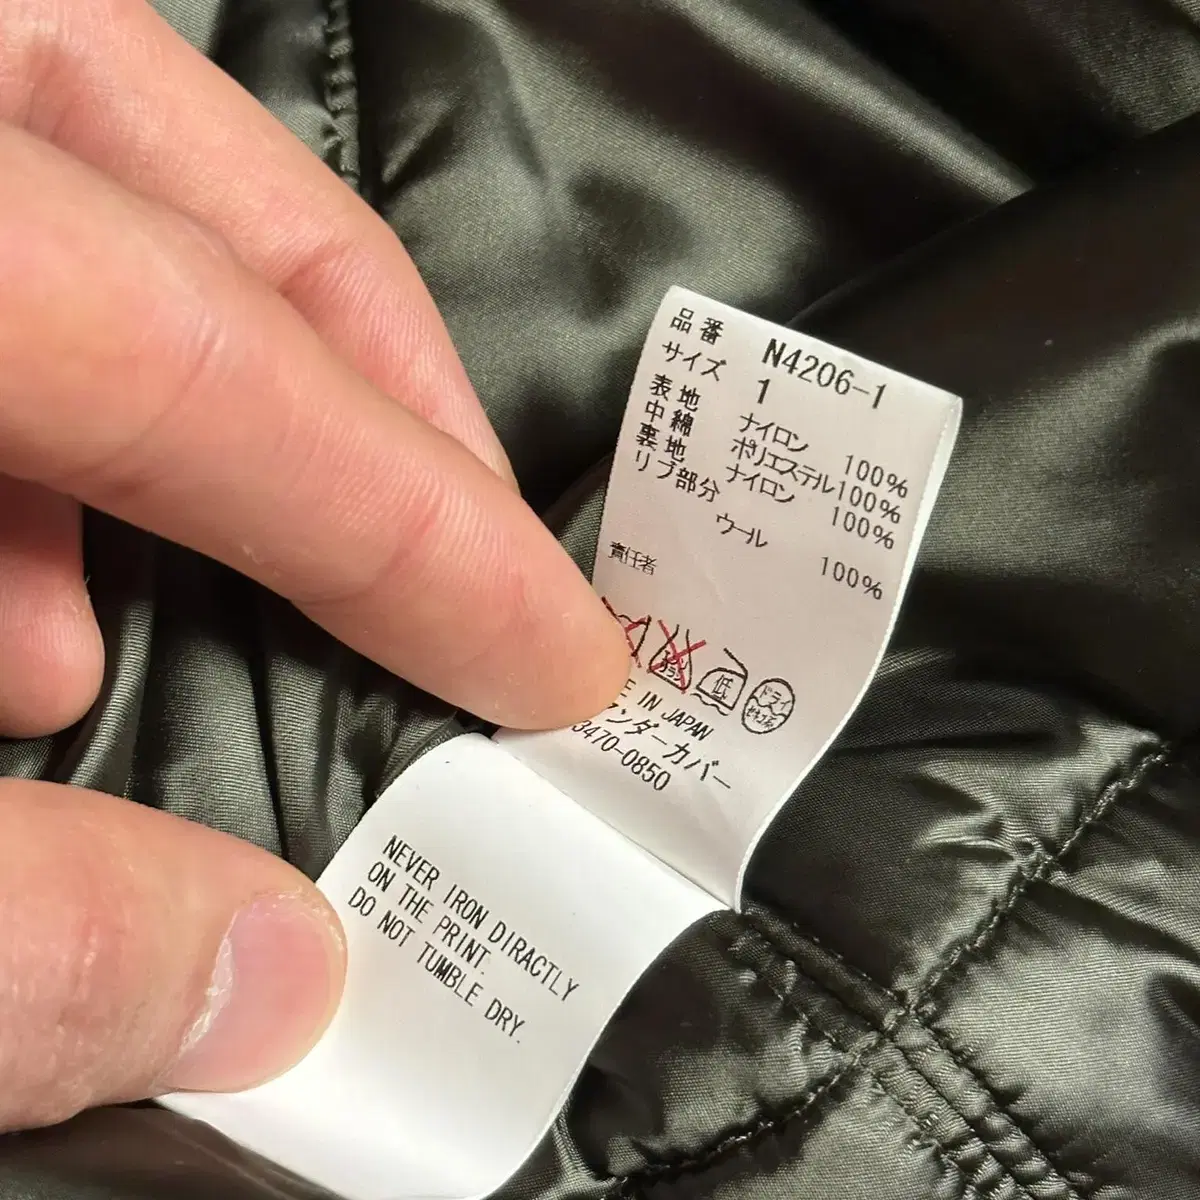 品番 N4206-1
サイズ 1
表地 ナイロン 100%
中綿 ポリエステル 100%
裏地 ナイロン 100%
リブ部分
ウール 100%
責任者
低 ドライ
IN JAPAN
ンダーカバー
3470-0850
NEVER IRON DIRACTLY
ON THE PRINT.
DO NOT TUMBLE DRY.